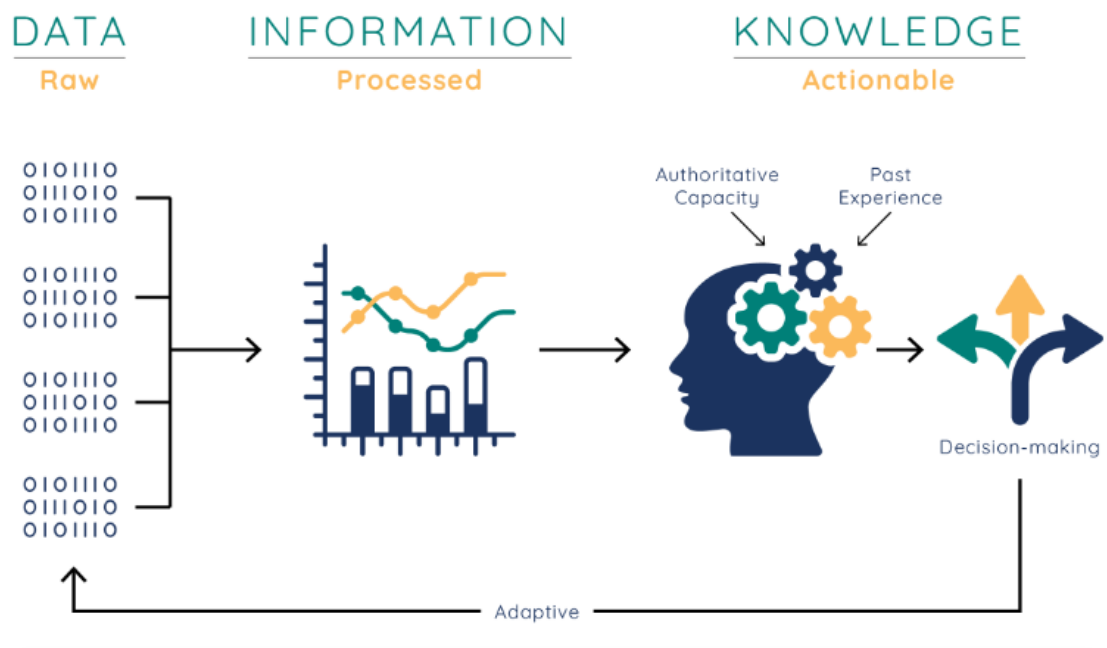 DATA
Raw
INFORMATION
Processed
KNOWLEDGE
Actionable
0101110
0111010
0101110
0101110
0111010
0101110
0101110
0111010
0101110
0101110
0111010
0101110
Authoritative
Capacity
Past
Experience
Decision-making
Adaptive